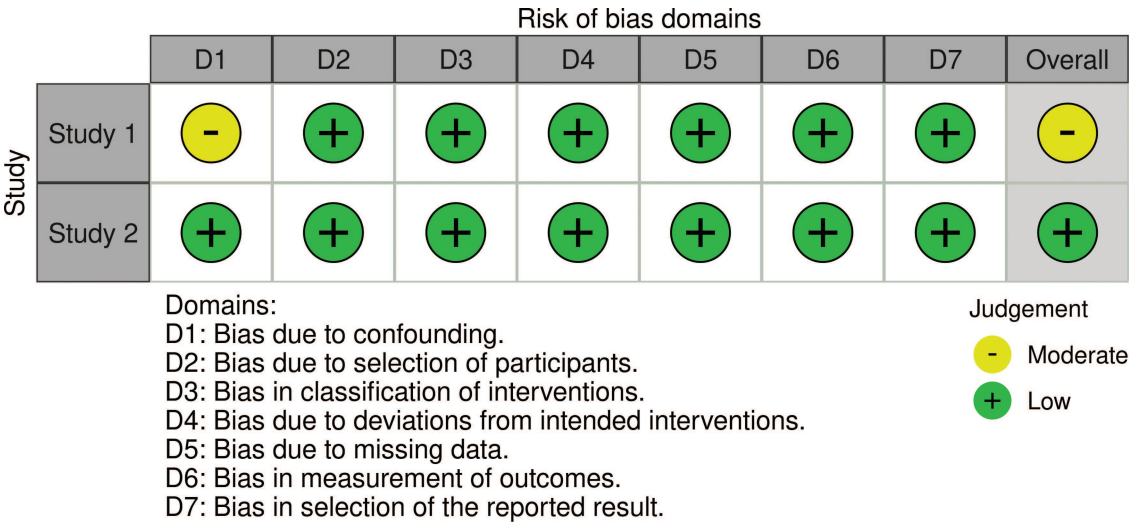 Risk of bias domains
D1 D2 D3 D4 D5 D6 D7 Overall
Study
Study 1 - + + + + + + -
Study 2 + + + + + + + +
Domains:
D1: Bias due to confounding.
D2: Bias due to selection of participants.
D3: Bias in classification of interventions.
D4: Bias due to deviations from intended interventions.
D5: Bias due to missing data.
D6: Bias in measurement of outcomes.
D7: Bias in selection of the reported result.
Judgement
- Moderate
+ Low